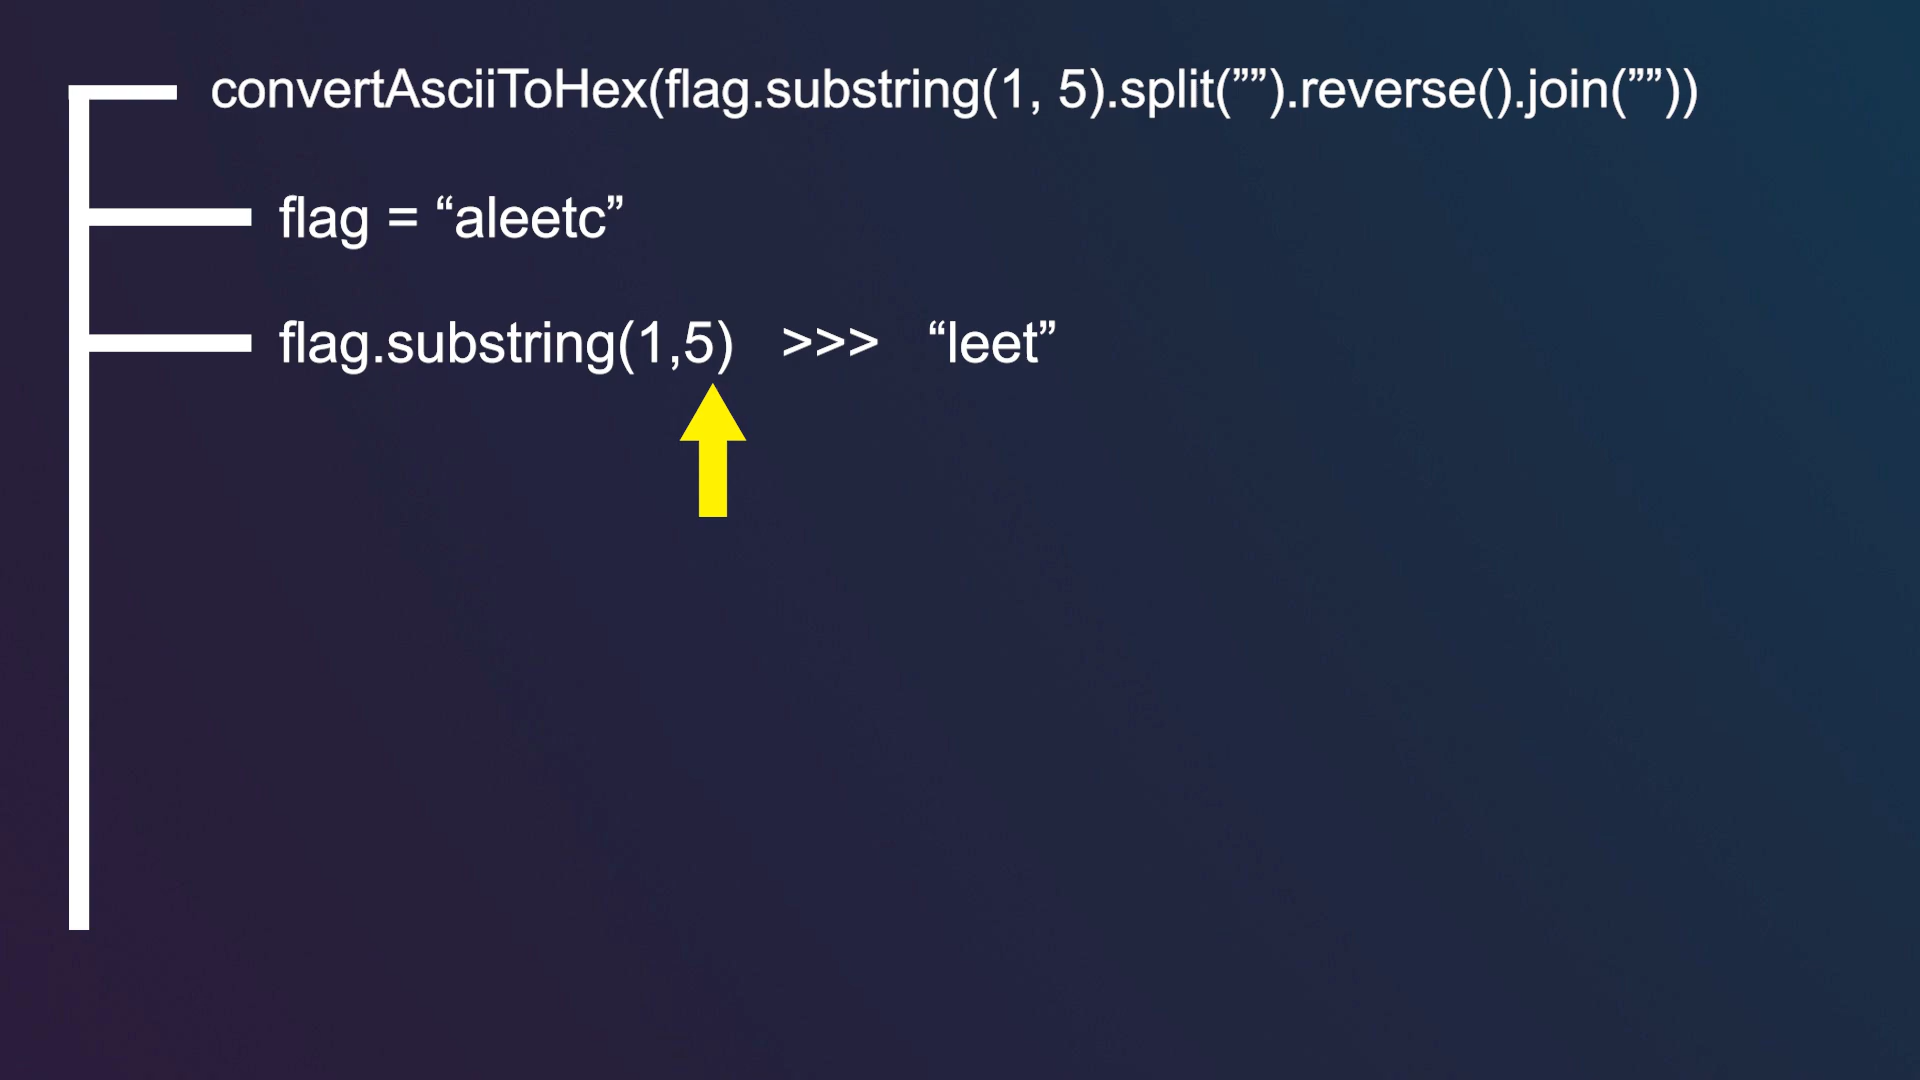 convertAsciiToHex(flag.substring(1, 5).split(””).reverse().join(””))
flag = “aleetc”
flag.substring(1,5) >>> “leet”